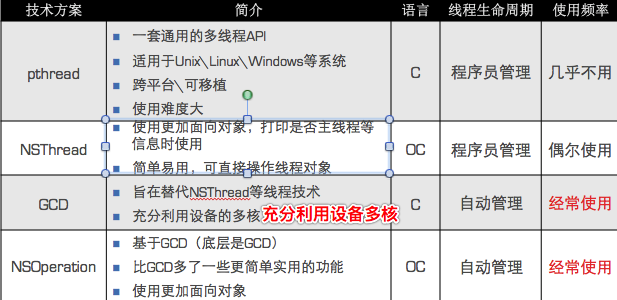 技术方案 简介 语言 线程生命周期 使用频率
pthread
一套通用的多线程API
适用于Unix\Linux\Windows等系统
跨平台\可移植
使用难度大
C 程序员管理 几乎不用
NSThread
使用更加面向对象，打印是否主线程等
信息时使用
简单易用，可直接操作线程对象
OC 程序员管理 偶尔使用
GCD
旨在替代NSThread等线程技术
充分利用设备的多核
充分利用设备多核
C 自动管理 经常使用
NSOperation
基于GCD（底层是GCD）
比GCD多了一些更简单实用的功能
使用更加面向对象
OC 自动管理 经常使用